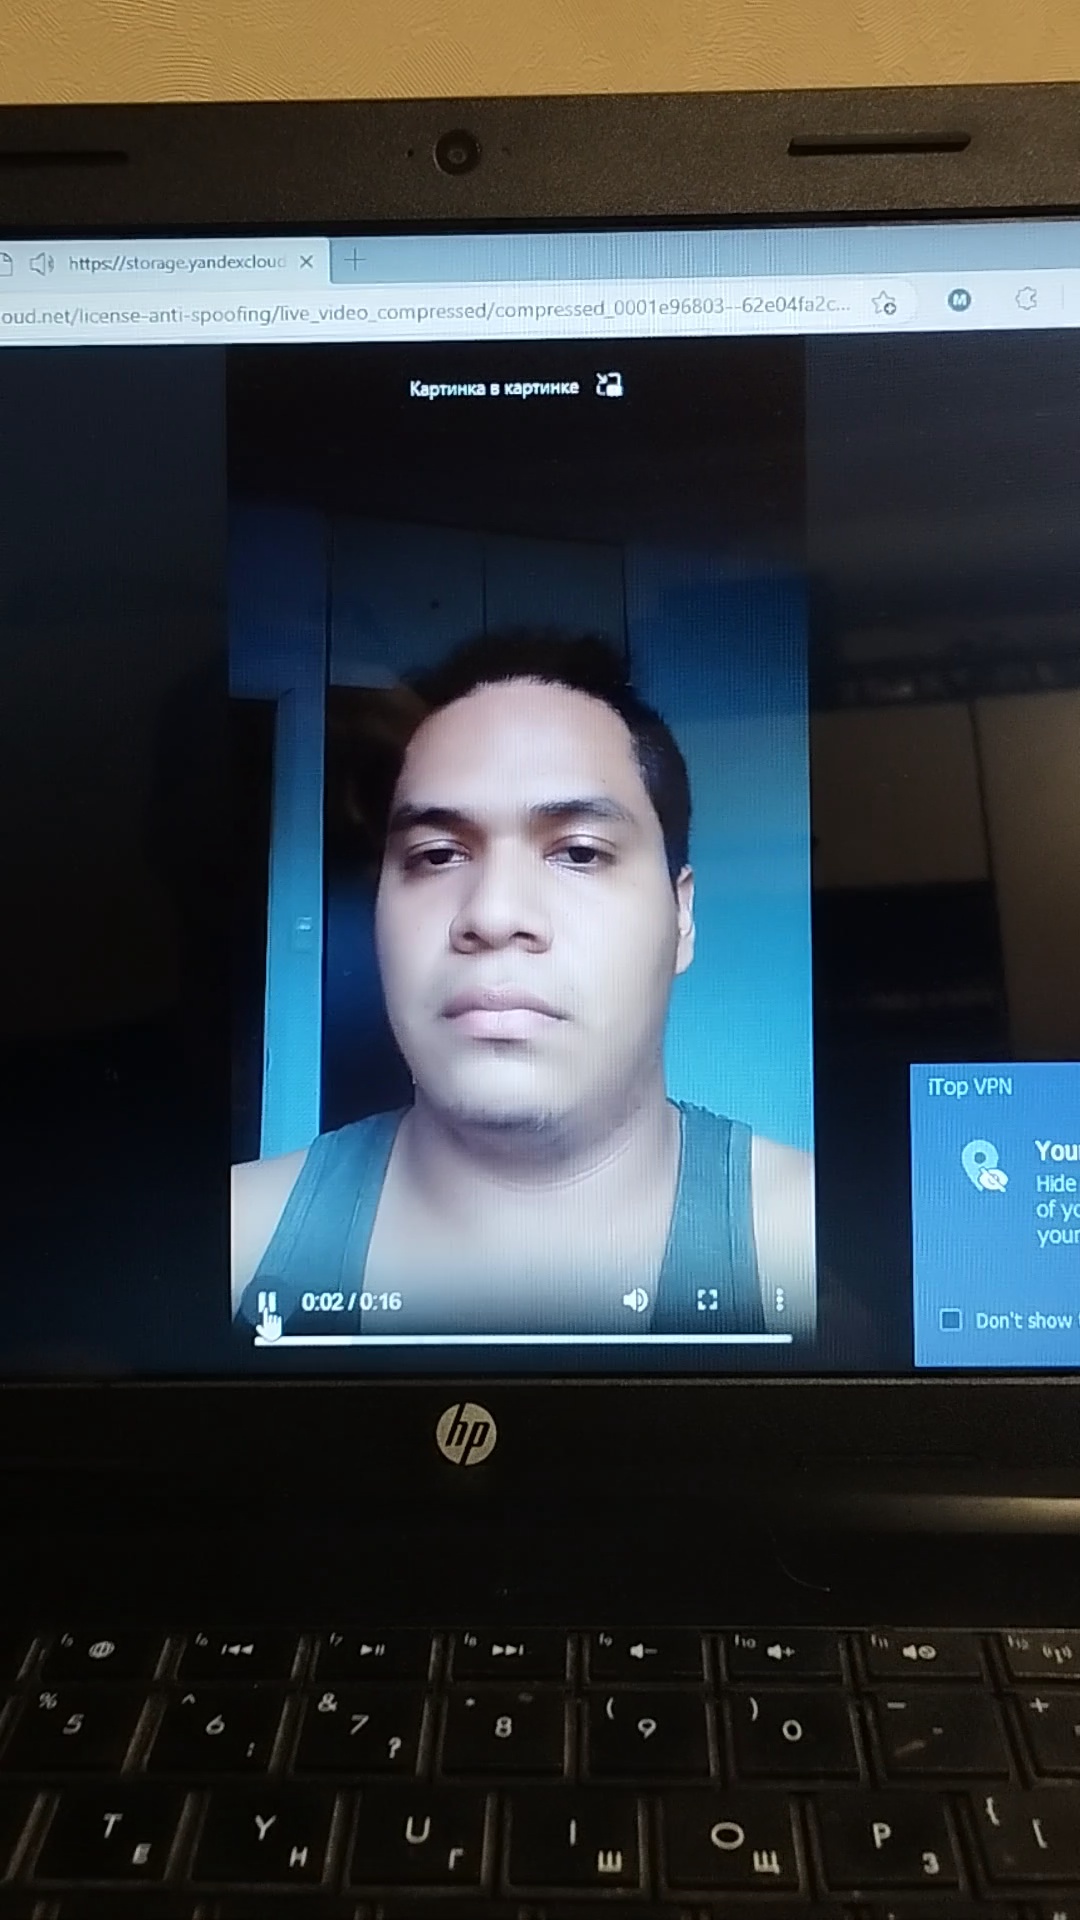 https://storage.yandexcloud
oud.net/license-anti-spoofing/live_video_compressed/compressed_0001e96803--62e04fa2c...
M
Картинка в картинке
iTop VPN
Hide
of yo
your
0:02 / 0:16
Don't show
hp
f5 f6 f7 f8 f9 f10 f11 f12
% 5 ^ 6 : & 7 ? * 8 ( 9 ) 0 _ - +
T Е Y Н U Г I Ш O Щ P З { [